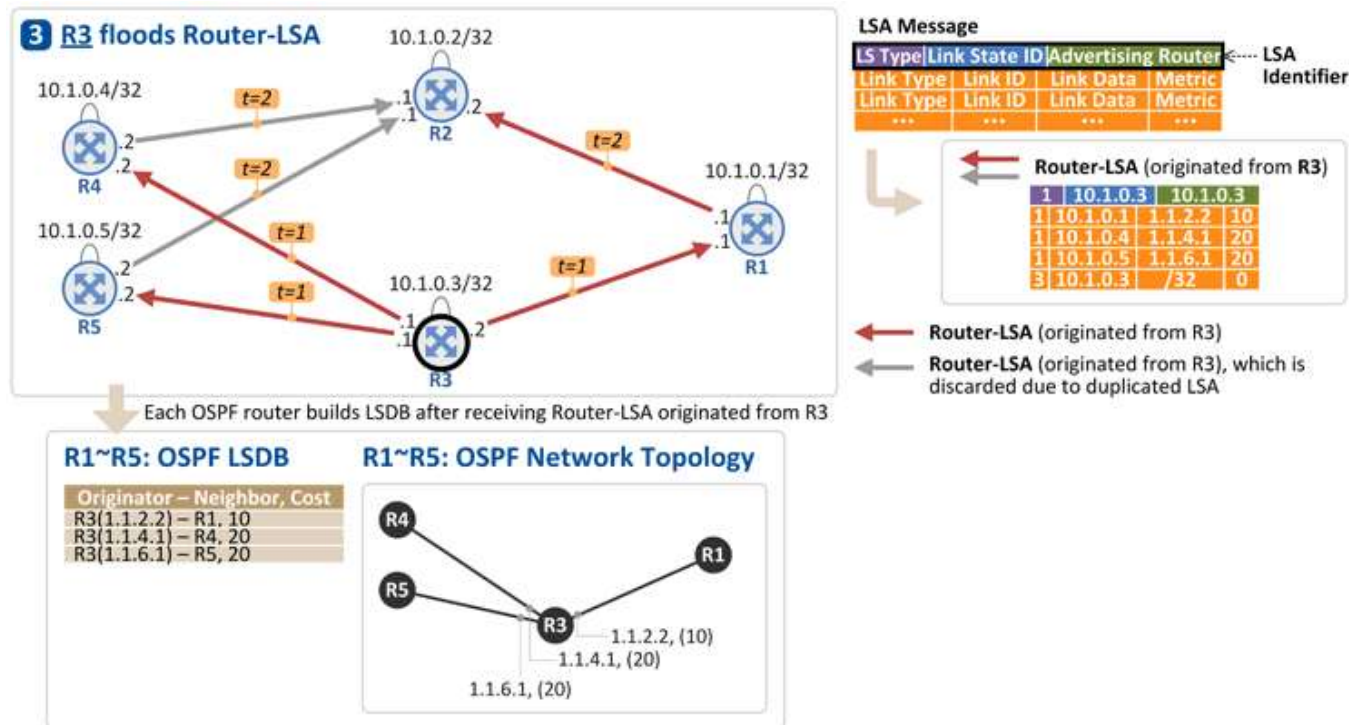 3 R3 floods Router-LSA
10.1.0.2/32
10.1.0.4/32
t=2
.1
.1
.2
R2
.2
.2
R4
t=2
t=2
10.1.0.1/32
.1
.1
R1
10.1.0.5/32
t=1
.2
.2
R5
t=1
t=1
10.1.0.3/32
.1
.1
.2
R3
LSA Message
LS Type Link State ID Advertising Router
LSA Identifier
Link Type Link ID Link Data Metric
Link Type Link ID Link Data Metric
... ... ... ...
Router-LSA (originated from R3)
1 10.1.0.3 10.1.0.3
1 10.1.0.1 1.1.2.2 10
1 10.1.0.4 1.1.4.1 20
1 10.1.0.5 1.1.6.1 20
3 10.1.0.3 /32 0
Router-LSA (originated from R3)
Router-LSA (originated from R3), which is
discarded due to duplicated LSA
Each OSPF router builds LSDB after receiving Router-LSA originated from R3
R1~R5: OSPF LSDB
Originator – Neighbor, Cost
R3(1.1.2.2) – R1, 10
R3(1.1.4.1) – R4, 20
R3(1.1.6.1) – R5, 20
R1~R5: OSPF Network Topology
R4
R1
R5
R3
1.1.2.2, (10)
1.1.4.1, (20)
1.1.6.1, (20)